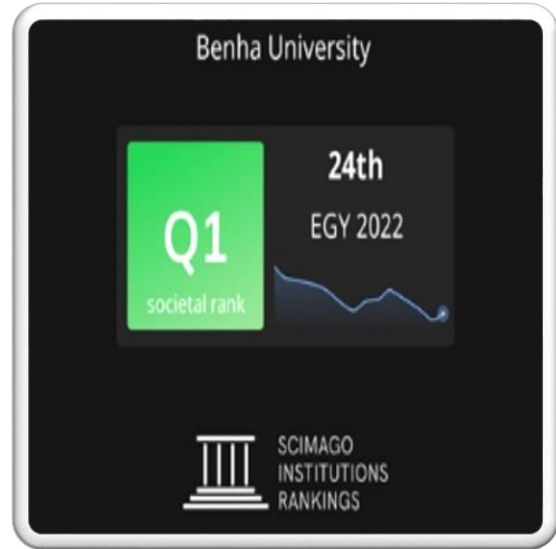 Benha University
Q1
societal rank
24th
EGY 2022
SCIMAGO
INSTITUTIONS
RANKINGS